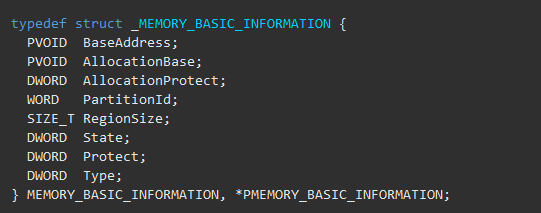 typedef struct _MEMORY_BASIC_INFORMATION {
  PVOID  BaseAddress;
  PVOID  AllocationBase;
  DWORD  AllocationProtect;
  WORD   PartitionId;
  SIZE_T RegionSize;
  DWORD  State;
  DWORD  Protect;
  DWORD  Type;
} MEMORY_BASIC_INFORMATION, *PMEMORY_BASIC_INFORMATION;